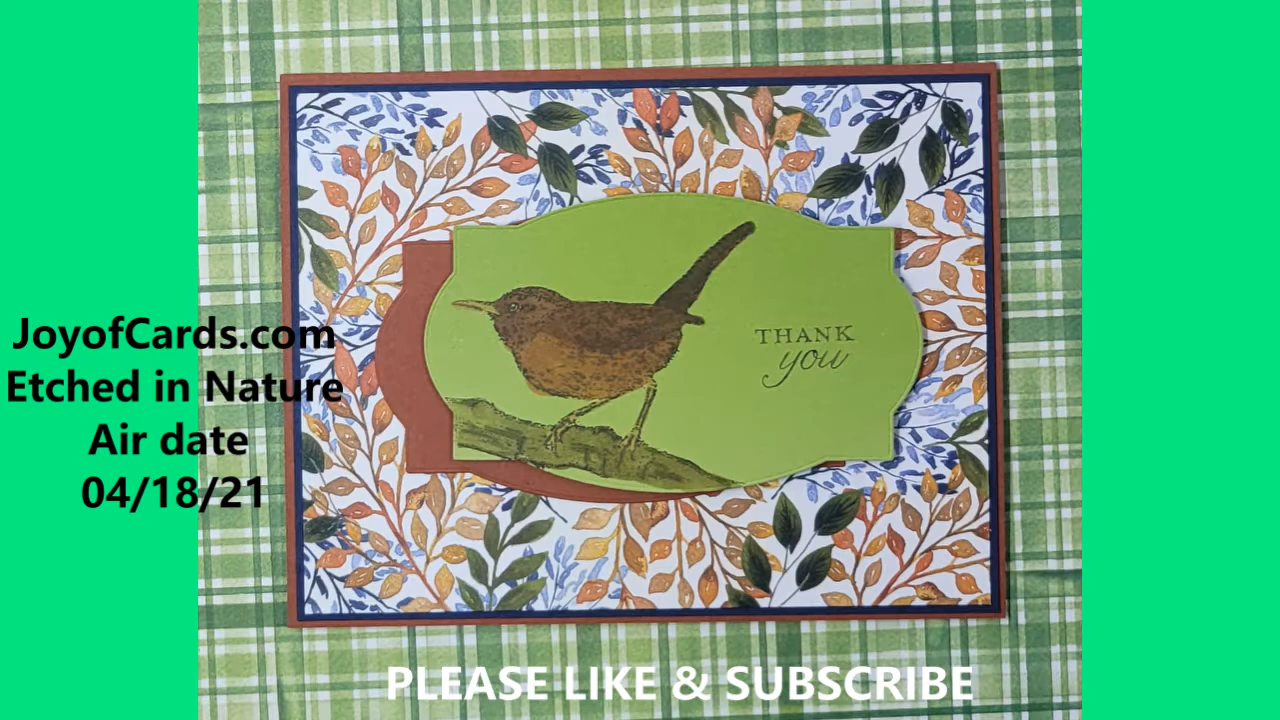 JoyofCards.com
Etched in Nature
Air date
04/18/21
THANK
you
PLEASE LIKE & SUBSCRIBE